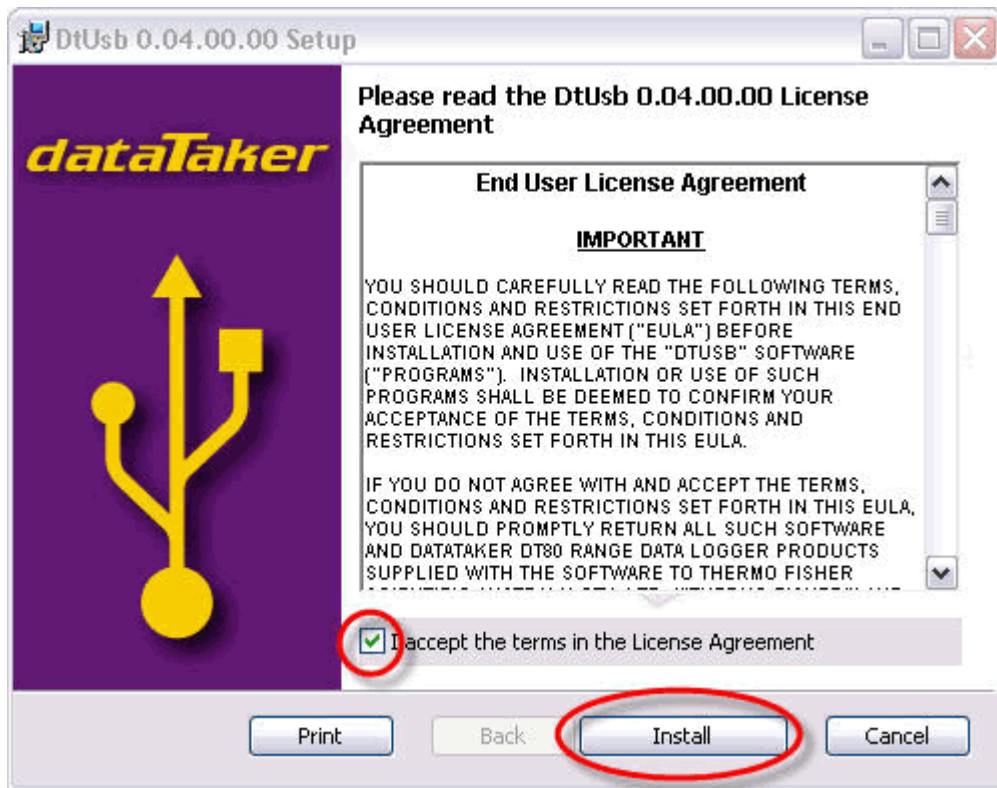 DtUsb 0.04.00.00 Setup
dataTaker
Please read the DtUsb 0.04.00.00 License
Agreement
End User License Agreement
IMPORTANT
YOU SHOULD CAREFULLY READ THE FOLLOWING TERMS,
CONDITIONS AND RESTRICTIONS SET FORTH IN THIS END
USER LICENSE AGREEMENT ("EULA") BEFORE
INSTALLATION AND USE OF THE "DTUSB" SOFTWARE
("PROGRAMS"). INSTALLATION OR USE OF SUCH
PROGRAMS SHALL BE DEEMED TO CONFIRM YOUR
ACCEPTANCE OF THE TERMS, CONDITIONS AND
RESTRICTIONS SET FORTH IN THIS EULA.
IF YOU DO NOT AGREE WITH AND ACCEPT THE TERMS,
CONDITIONS AND RESTRICTIONS SET FORTH IN THIS EULA,
YOU SHOULD PROMPTLY RETURN ALL SUCH SOFTWARE
AND DATATAKER DT80 RANGE DATA LOGGER PRODUCTS
SUPPLIED WITH THE SOFTWARE TO THERMO FISHER
I accept the terms in the License Agreement
Print
Back
Install
Cancel